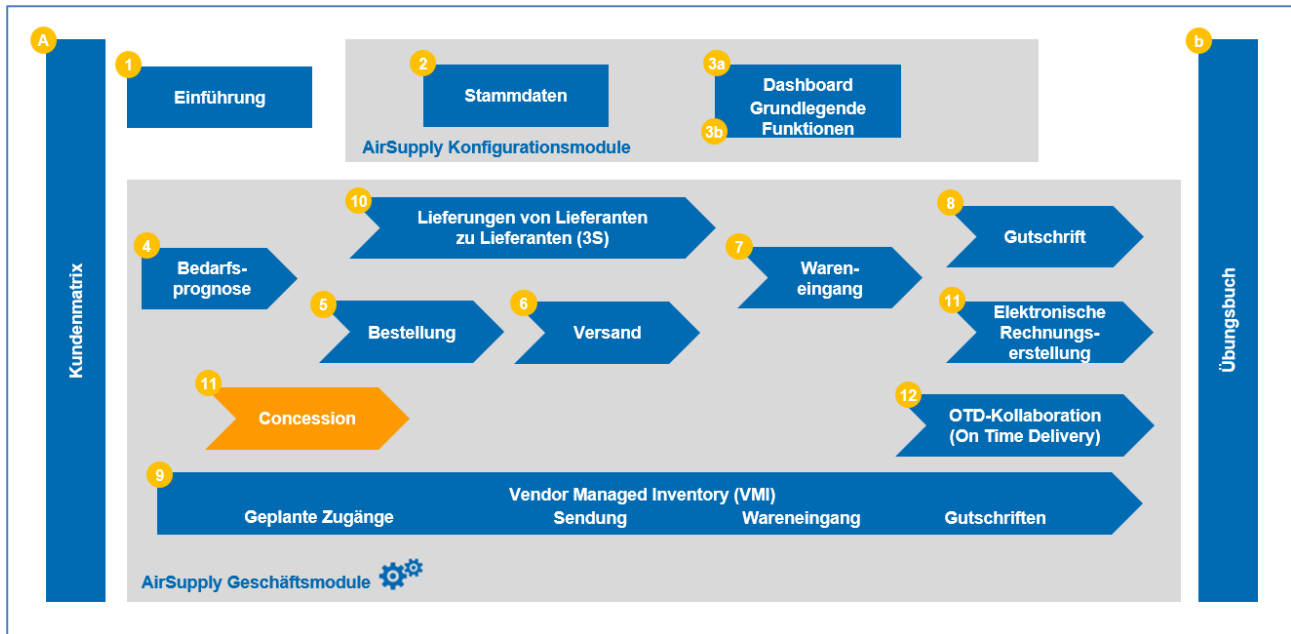 A
Kundenmatrix
1
Einführung
2
Stammdaten
3a
Dashboard
Grundlegende
Funktionen
3b
AirSupply Konfigurationsmodule
b
Übungsbuch
10
Lieferungen von Lieferanten
zu Lieferanten (3S)
8
Gutschrift
4
Bedarfs-
prognose
7
Waren-
eingang
5
Bestellung
6
Versand
11
Elektronische
Rechnungs-
erstellung
11
Concession
12
OTD-Kollaboration
(On Time Delivery)
9
Vendor Managed Inventory (VMI)
Geplante Zugänge Sendung Wareneingang Gutschriften
AirSupply Geschäftsmodule